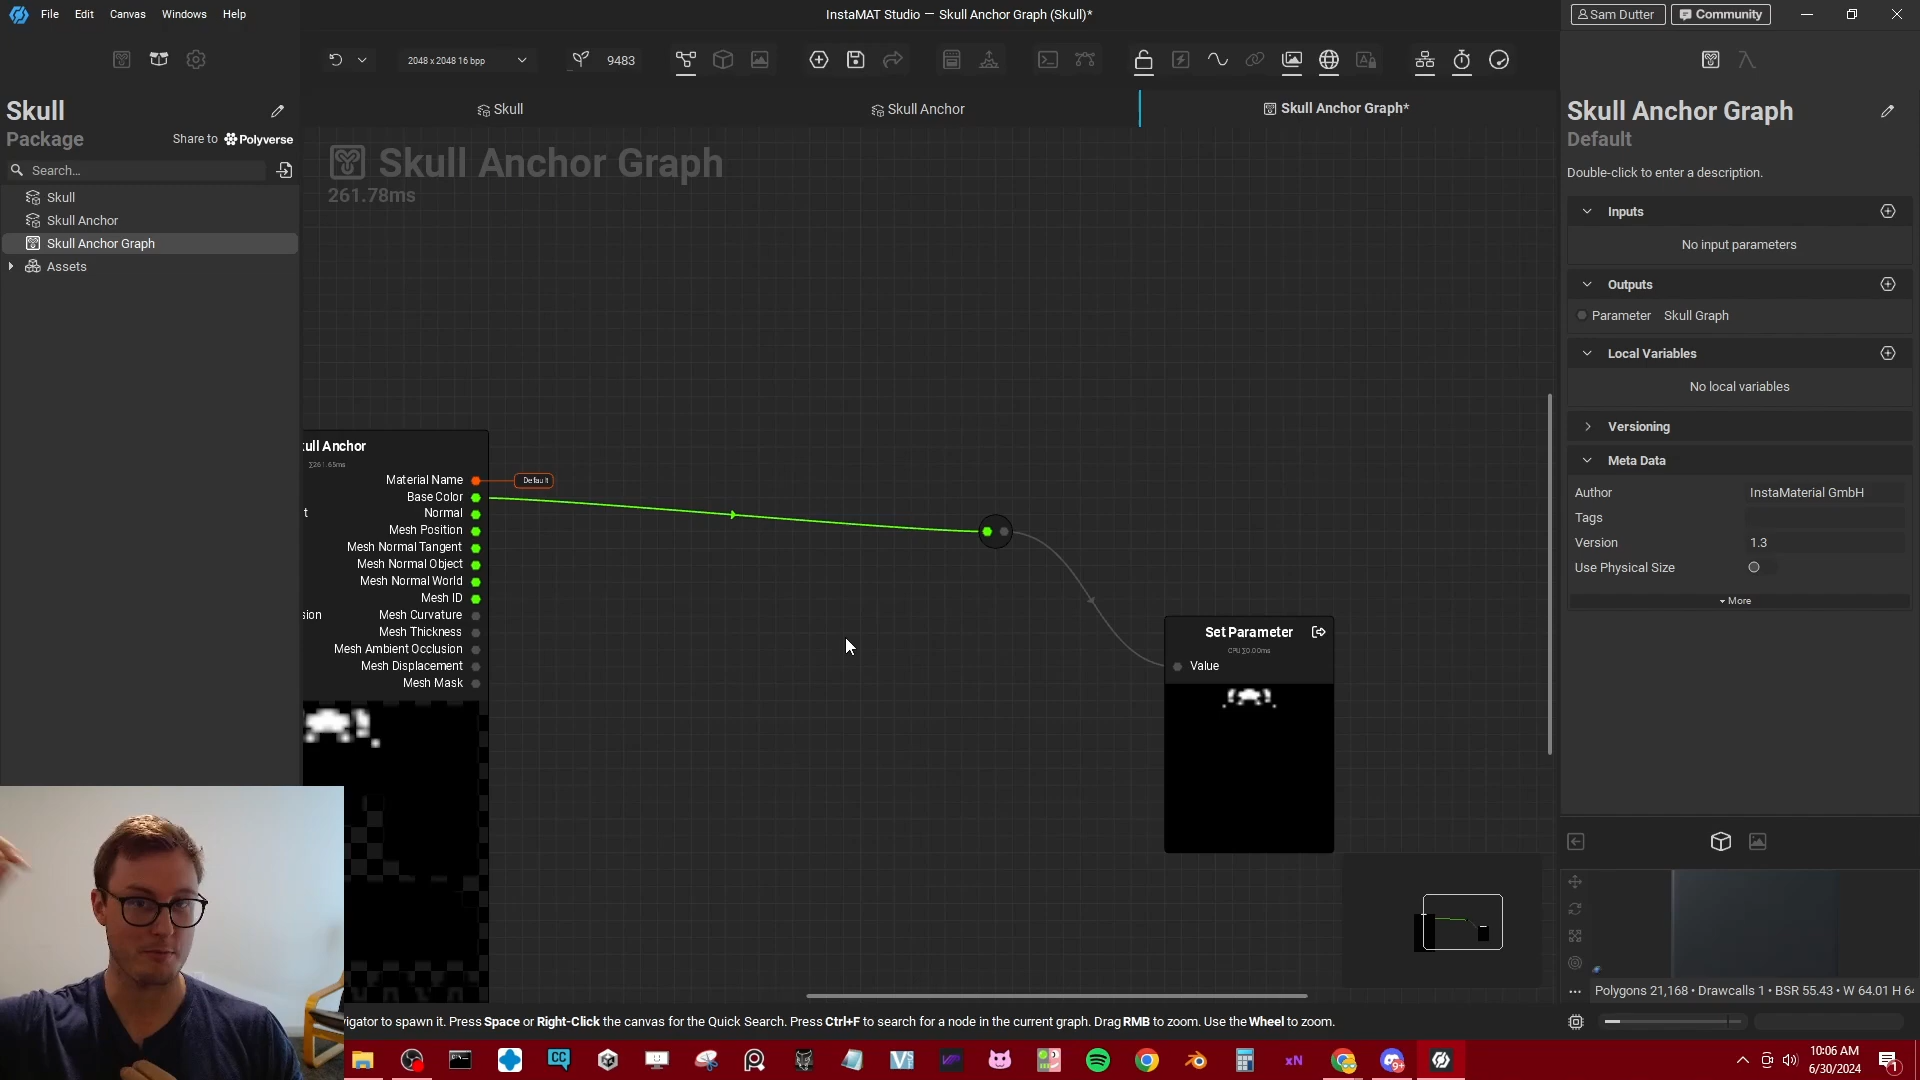 File Edit Canvas Windows Help
InstaMAT Studio — Skull Anchor Graph (Skull)*
Sam Dutter
Community
2048 x 2048 16 bpp
9483
Skull
Package
Share to Polyverse
Search...
Skull
Skull Anchor
Skull Anchor Graph
Assets
Skull
Skull Anchor
Skull Anchor Graph*
Skull Anchor Graph
261.78ms
ull Anchor
Material Name
Default
Base Color
t Normal
Mesh Position
Mesh Normal Tangent
Mesh Normal Object
Mesh Normal World
Mesh ID
sion Mesh Curvature
Mesh Thickness
Mesh Ambient Occlusion
Mesh Displacement
Mesh Mask
Set Parameter
Value
Skull Anchor Graph
Default
Double-click to enter a description.
Inputs
No input parameters
Outputs
Parameter Skull Graph
Local Variables
No local variables
Versioning
Meta Data
Author InstaMaterial GmbH
Tags
Version 1.3
Use Physical Size
More
Polygons 21,168 • Drawcalls 1 • BSR 55.43 • W 64.01 H 64
vigator to spawn it. Press Space or Right-Click the canvas for the Quick Search. Press Ctrl+F to search for a node in the current graph. Drag RMB to zoom. Use the Wheel to zoom.
10:06 AM
6/30/2024